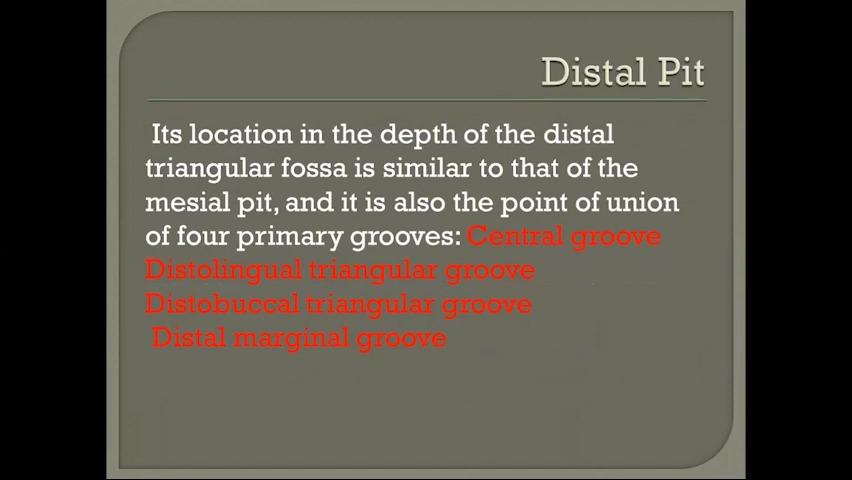 Distal Pit
Its location in the depth of the distal
triangular fossa is similar to that of the
mesial pit, and it is also the point of union
of four primary grooves: Central groove
Distolingual triangular groove
Distobuccal triangular groove
Distal marginal groove